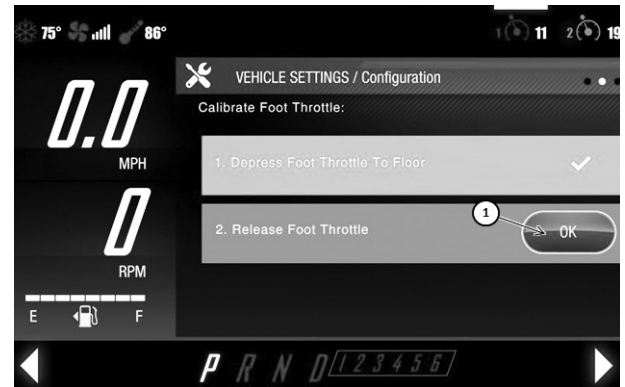 75° 86° 1 11 2 19
VEHICLE SETTINGS / Configuration
Calibrate Foot Throttle:
0.0
MPH
1. Depress Foot Throttle To Floor
0
RPM
2. Release Foot Throttle
1
OK
E F
P R N D 1 2 3 4 5 6